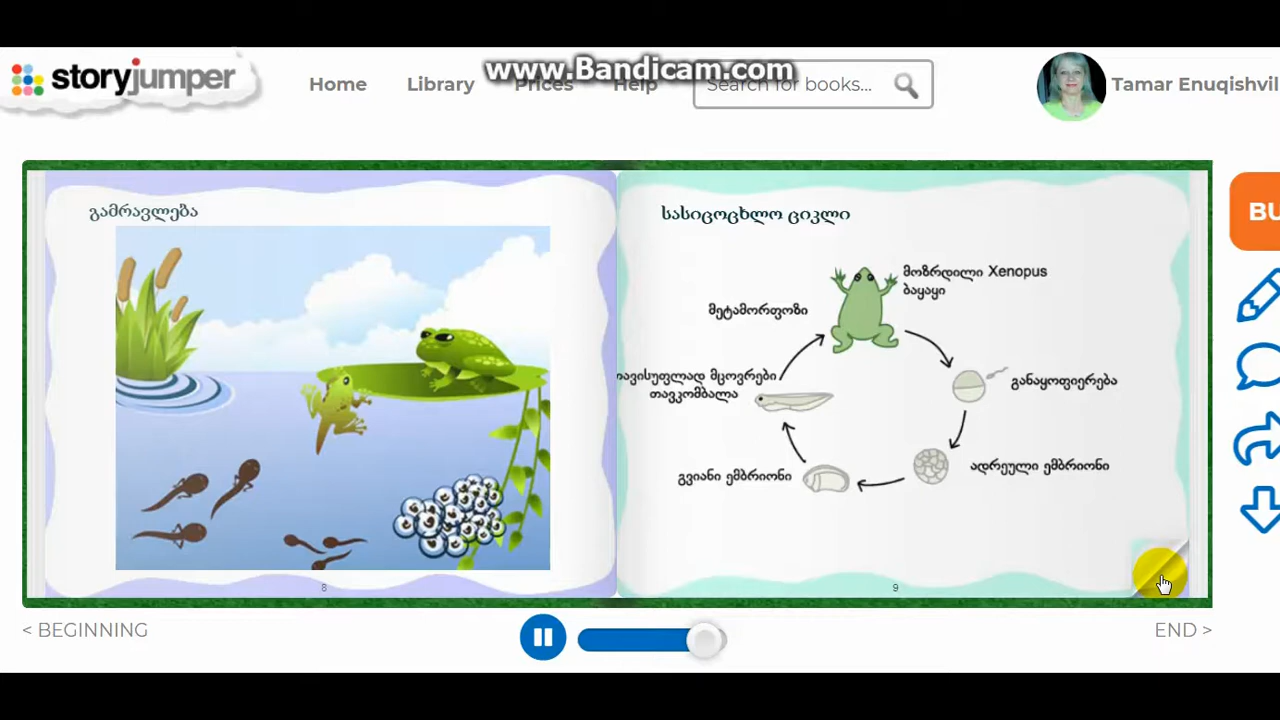 www.Bandicam.com
storyjumper
Home
Library
Prices
Help
Search for books...
Tamar Enuqishvil
გამრავლება
სასიცოცხლო ციკლი
მოზრდილი Xenopus
ბაყაყი
მეტამორფოზი
თავისუფლად მცოვრები
თავკომბალა
განაყოფიერება
გვიანი ემბრიონი
ადრეული ემბრიონი
8
9
BU
< BEGINNING
END >